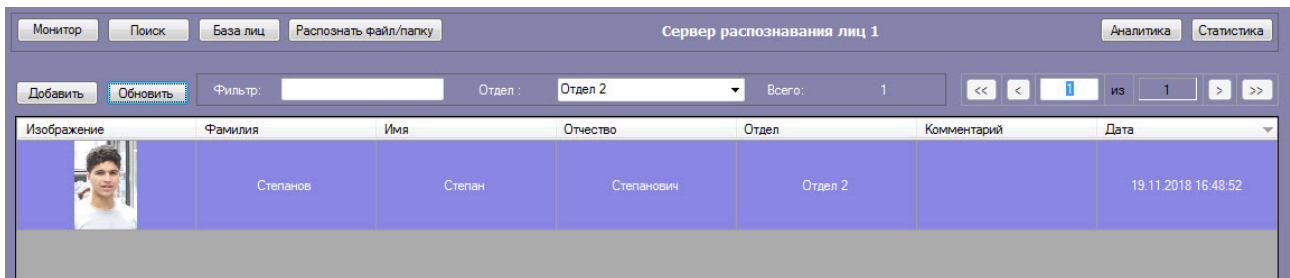 Монитор Поиск База лиц Распознать файл/папку Сервер распознавания лиц 1 Аналитика Статистика
Добавить Обновить Фильтр: Отдел : Отдел 2 Всего: 1 << < 1 из 1 > >>
Изображение Фамилия Имя Отчество Отдел Комментарий Дата
Степанов Степан Степанович Отдел 2 19.11.2018 16:48:52